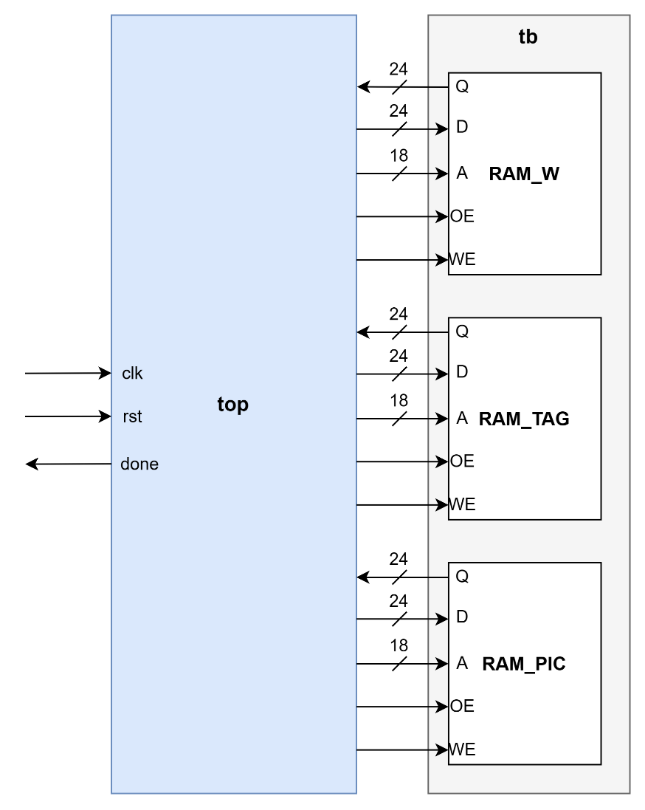 tb
24
Q
24
D
18
A RAM_W
OE
WE
24
Q
24
D
18
A RAM_TAG
OE
WE
clk
rst
done
top
24
Q
24
D
18
A RAM_PIC
OE
WE